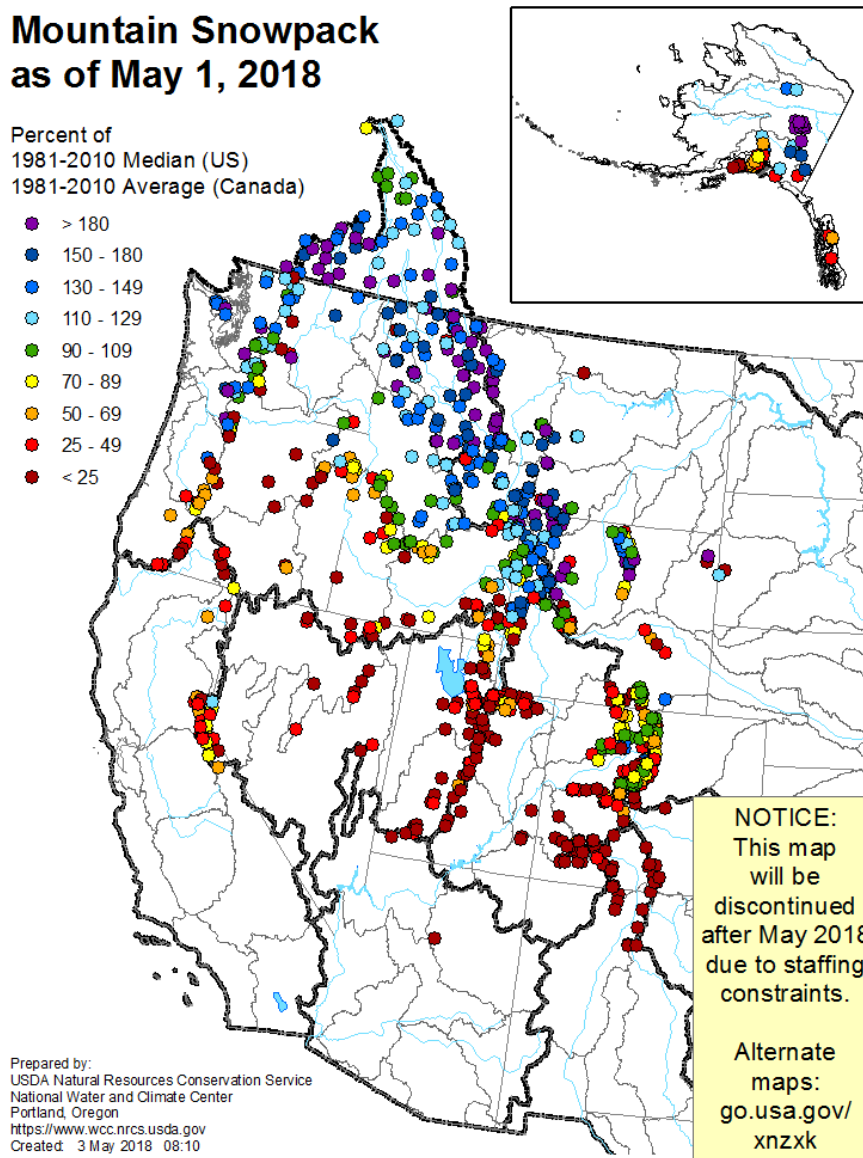 Mountain Snowpack
as of May 1, 2018
Percent of
1981-2010 Median (US)
1981-2010 Average (Canada)
> 180
150 - 180
130 - 149
110 - 129
90 - 109
70 - 89
50 - 69
25 - 49
< 25
NOTICE:
This map
will be
discontinued
after May 2018
due to staffing
constraints.
Alternate
maps:
go.usa.gov/
xnzxk
Prepared by:
USDA Natural Resources Conservation Service
National Water and Climate Center
Portland, Oregon
https://www.wcc.nrcs.usda.gov
Created: 3 May 2018 08:10